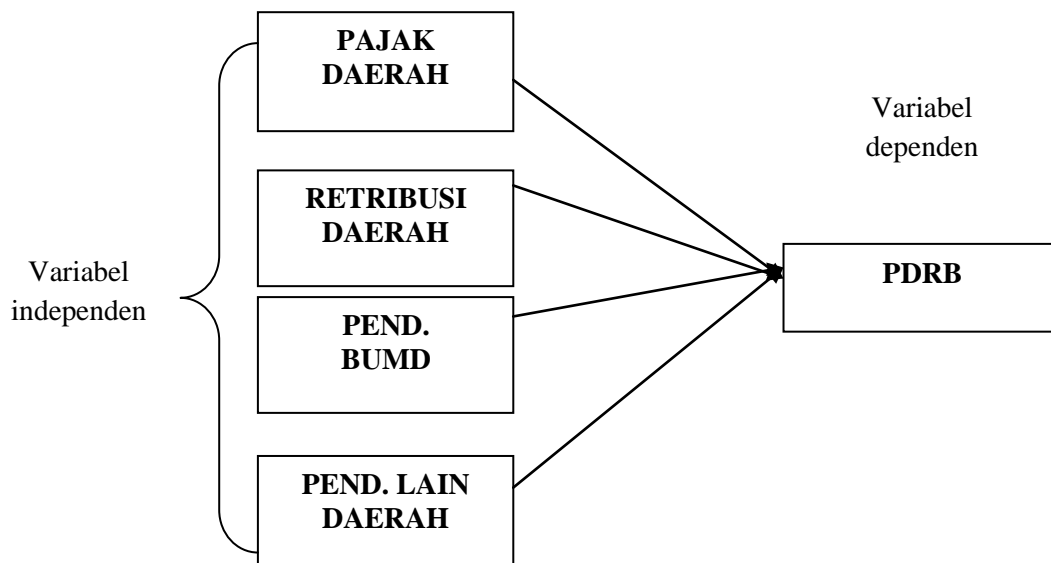 PAJAK
DAERAH
Variabel
dependen
RETRIBUSI
DAERAH
Variabel
independen
PDRB
PEND.
BUMD
PEND. LAIN
DAERAH